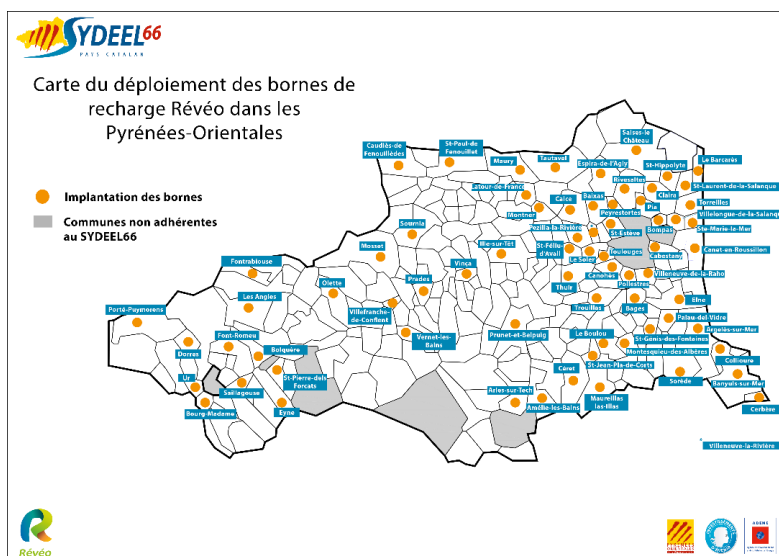 SYDEEL66
PAYS CATALAN
Carte du déploiement des bornes de
recharge Révéo dans les
Pyrénées-Orientales
Implantation des bornes
Communes non adhérentes
au SYDEEL66
Caudiès-de
Fenouillèdes
St-Paul-de
Fenouillet
Maury
Tautavel
Salses-le
Château
Espira-de-l'Agly
St-Hippolyte
Le Barcarès
Rivesaltes
St-Laurent-de-la-Salanque
Latour-de-France
Calce
Baixas
Claira
Torreilles
Montner
Peyrestortes
Pia
Villelongue-de-la-Salanq
Pezilla-la-Rivière
St-Estève
Bompas
Ste-Marie-la-Mer
Sournia
Ille-sur-Têt
St-Féliu-
d'Avall
Le Soler
Toulouges
Cabestany
Canet-en-Roussillon
Mosset
Vinça
Canohès
Villeneuve-de-la-Raho
Fontrabiouse
Olette
Prades
Thuir
Pollestres
Les Angles
Villefranche-
de-Conflent
Trouillas
Bages
Elne
Porté-Puymorens
Palau-del-Vidre
Font-Romeu
Vernet-les-
Bains
Prunet-et-Belpuig
Le Boulou
St-Génis-des-Fontaines
Argelès-sur-Mer
Dorres
Bolquère
Montesquieu-des-Albères
Collioure
Ur
St-Pierre-dels-
Forcats
Céret
St-Jean-Pla-de-Corts
Sorède
Banyuls-sur-Mer
Saillagouse
Arles-sur-Tech
Maureillas
las-Illas
Bourg-Madame
Eyne
Amélie-les-Bains
Cerbère
Villeneuve-la-Rivière
Révéo
PYRÉNÉES
ORIENTALES
ADEME